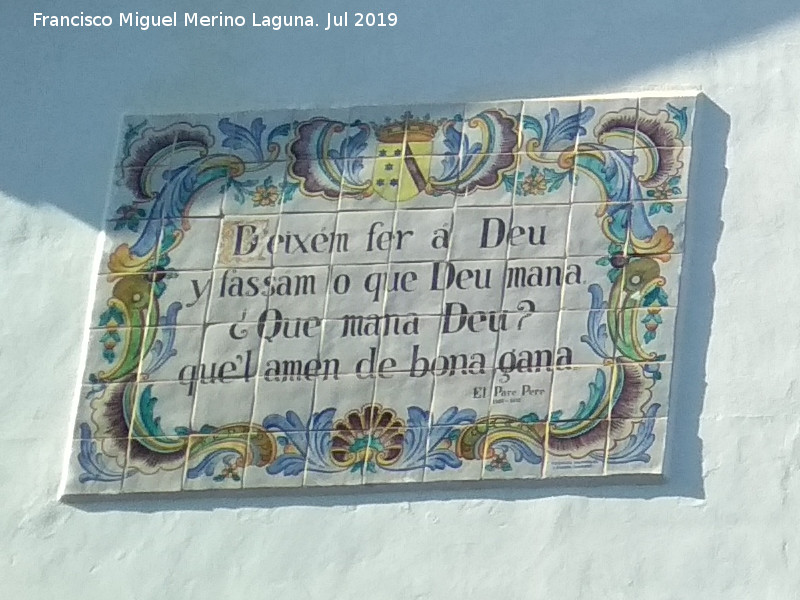 Francisco Miguel Merino Laguna. Jul 2019
Deixém fer á Deu
y fassam o que Deu mana.
¿Que mana Deu?
que'l amen de bona gana
El Pare Pere